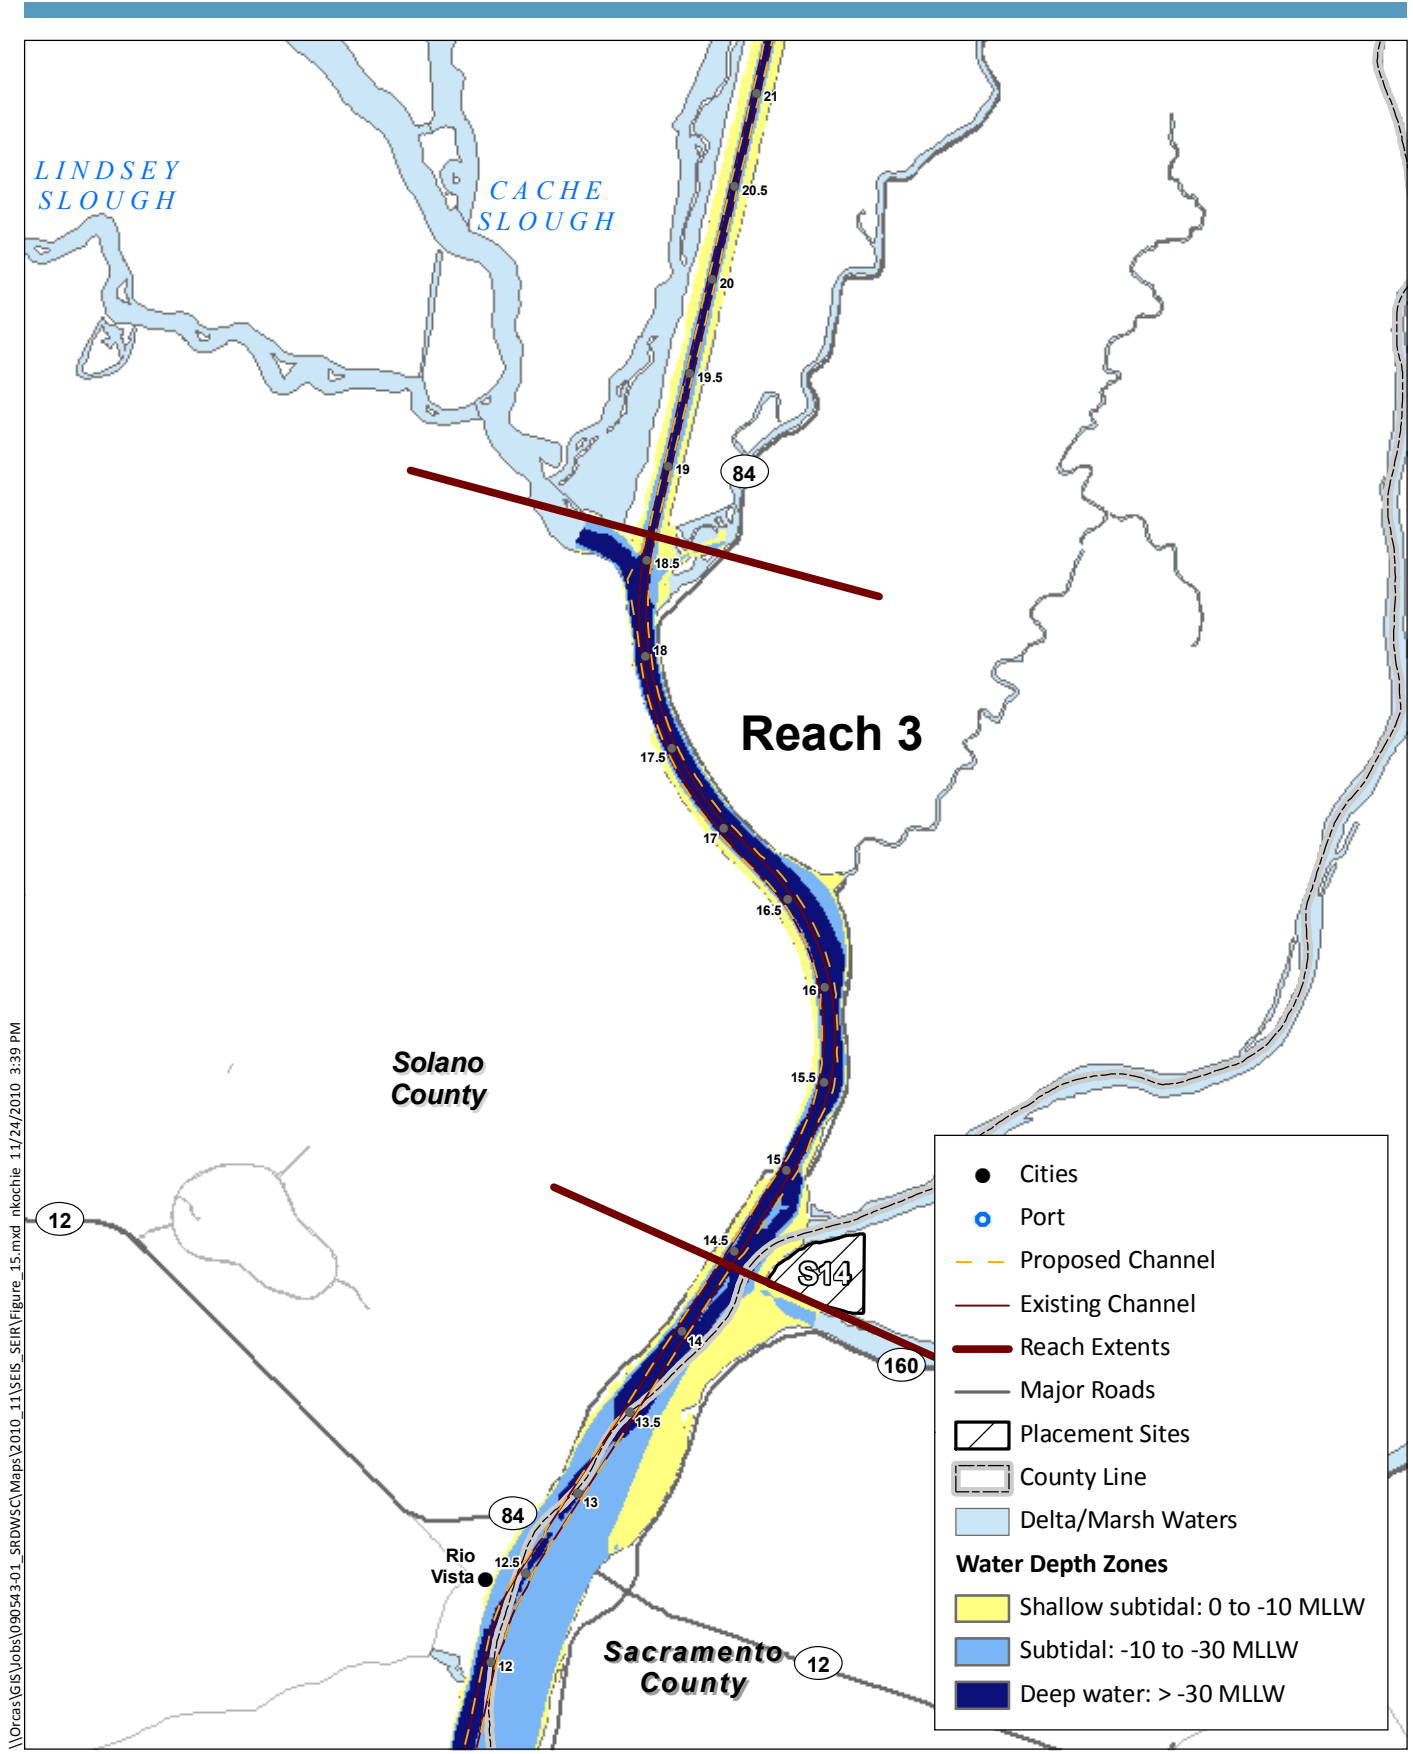 21
LINDSEY
SLOUGH
CACHE
SLOUGH
20.5
20
19.5
19
84
18.5
18
Reach 3
17.5
17
16.5
16
Solano
County
15.5
15
12
14.5
S14
14
160
13.5
13
84
Rio
Vista
12.5
12
Sacramento
County
12
Cities
Port
Proposed Channel
Existing Channel
Reach Extents
Major Roads
Placement Sites
County Line
Delta/Marsh Waters
Water Depth Zones
Shallow subtidal: 0 to -10 MLLW
Subtidal: -10 to -30 MLLW
Deep water: > -30 MLLW
\\Orcas\GIS\Jobs\090543-01_SRDWSC\Maps\2010_11\SEIS_SEIR\Figure_15.mxd nkochie 11/24/2010 3:39 PM